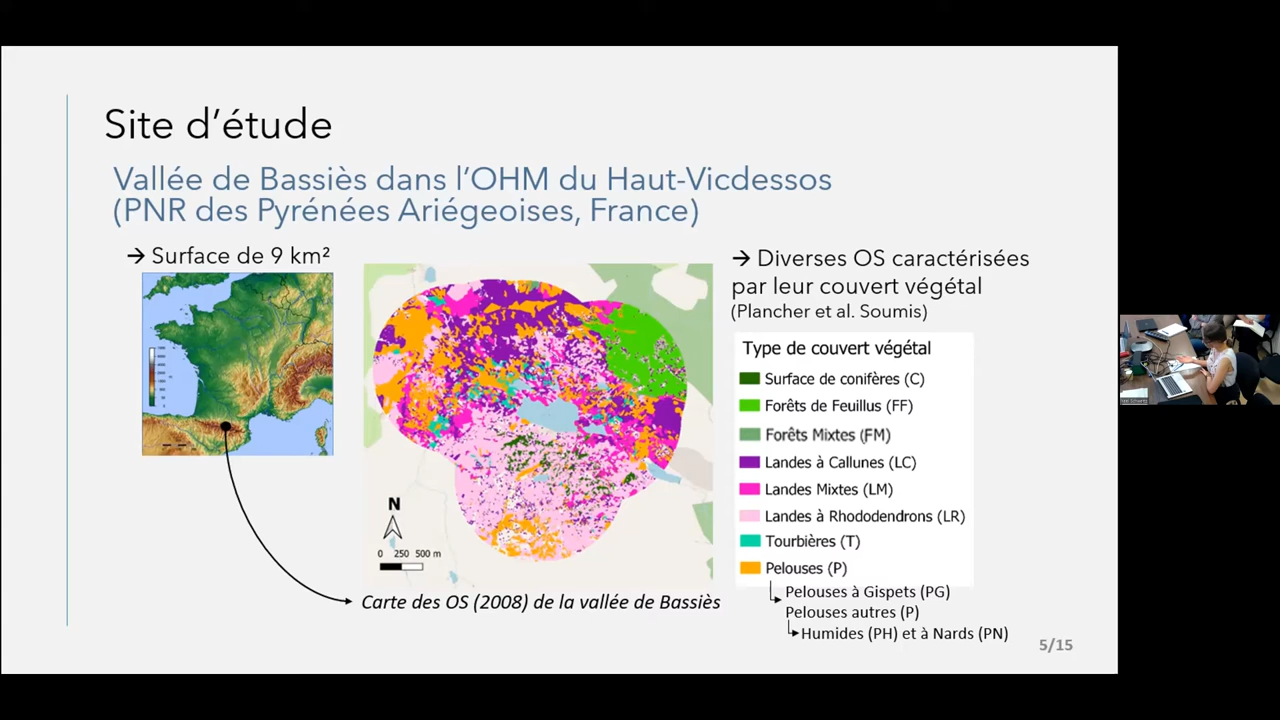 Site d'étude
Vallée de Bassiès dans l'OHM du Haut-Vicdessos
(PNR des Pyrénées Ariégeoises, France)
→ Surface de 9 km²
→ Diverses OS caractérisées
par leur couvert végétal
(Plancher et al. Soumis)
Type de couvert végétal
Surface de conifères (C)
Forêts de Feuillus (FF)
Forêts Mixtes (FM)
Landes à Callunes (LC)
Landes Mixtes (LM)
Landes à Rhododendrons (LR)
Tourbières (T)
Pelouses (P)
Pelouses à Gispets (PG)
Pelouses autres (P)
Humides (PH) et à Nards (PN)
N
0 250 500 m
Carte des OS (2008) de la vallée de Bassiès
5/15